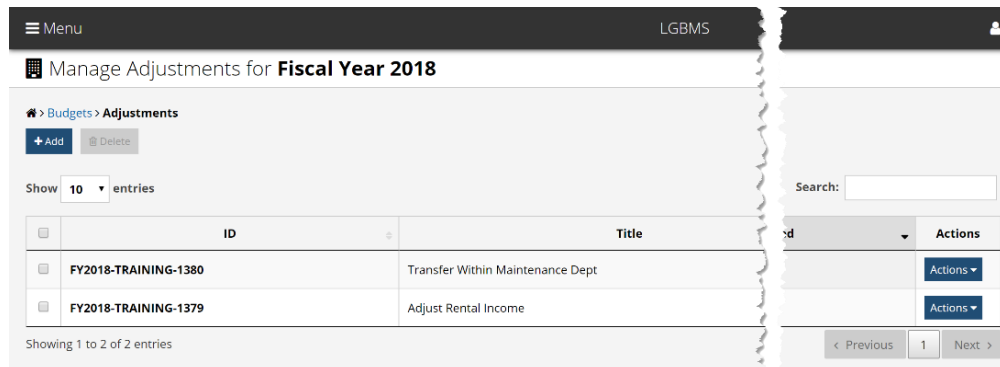 Menu LGBMS
Manage Adjustments for Fiscal Year 2018
> Budgets > Adjustments
+ Add Delete
Show 10 entries Search:
ID Title Actions
FY2018-TRAINING-1380 Transfer Within Maintenance Dept Actions
FY2018-TRAINING-1379 Adjust Rental Income Actions
Showing 1 to 2 of 2 entries < Previous 1 Next >